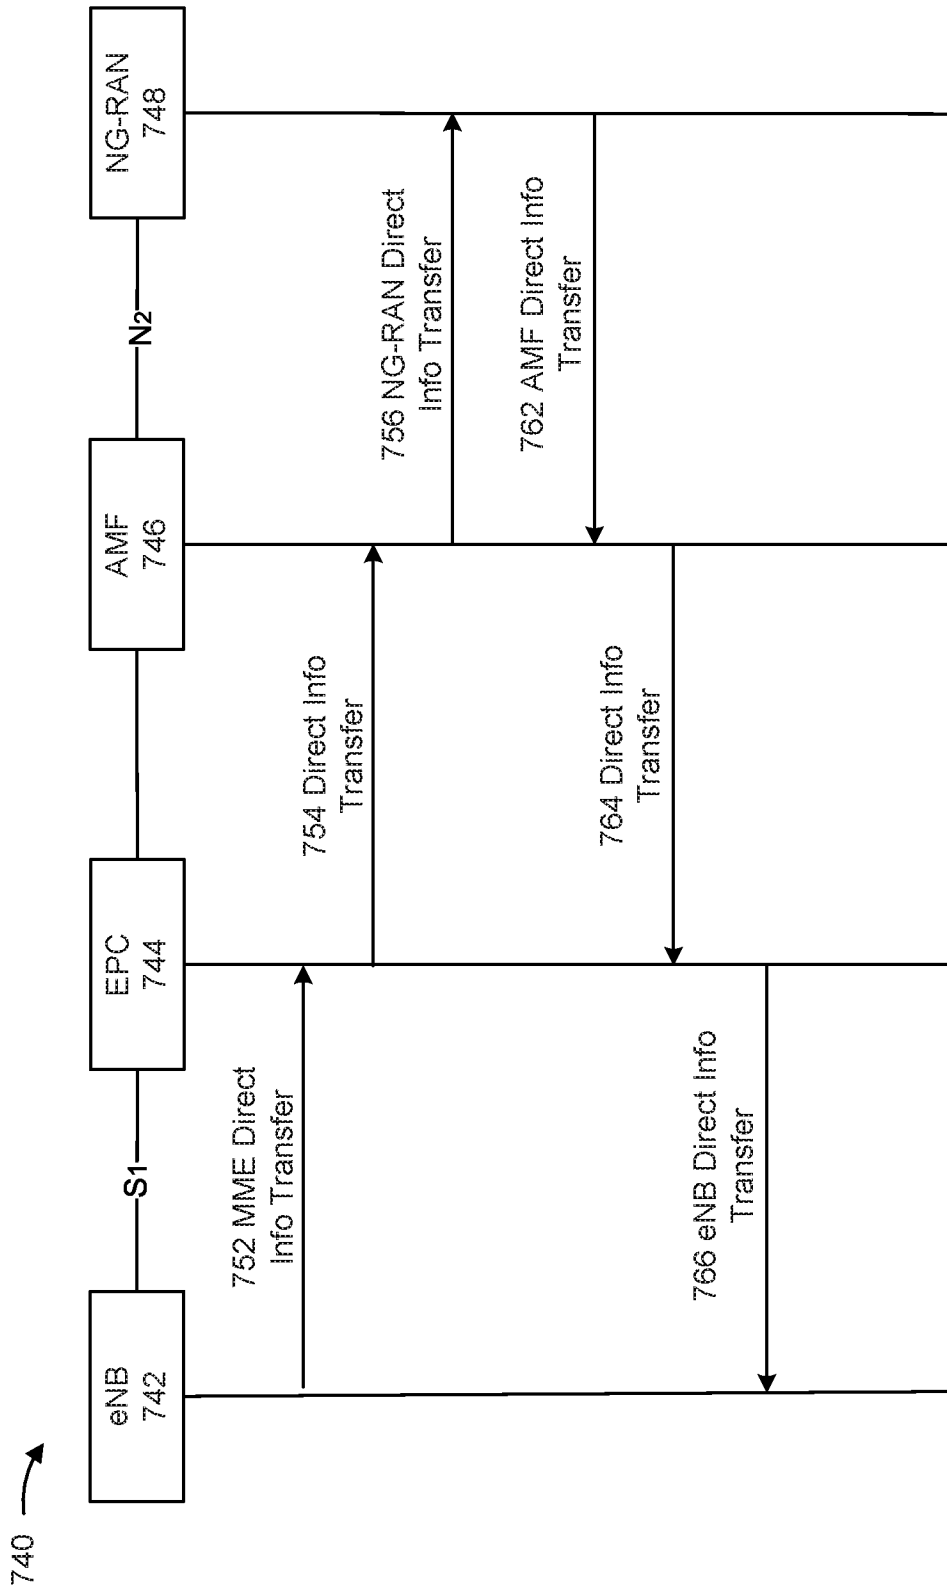 740
eNB
742
S1
EPC
744
AMF
746
N2
NG-RAN
748
752 MME Direct
Info Transfer
754 Direct Info
Transfer
756 NG-RAN Direct
Info Transfer
762 AMF Direct Info
Transfer
764 Direct Info
Transfer
766 eNB Direct Info
Transfer